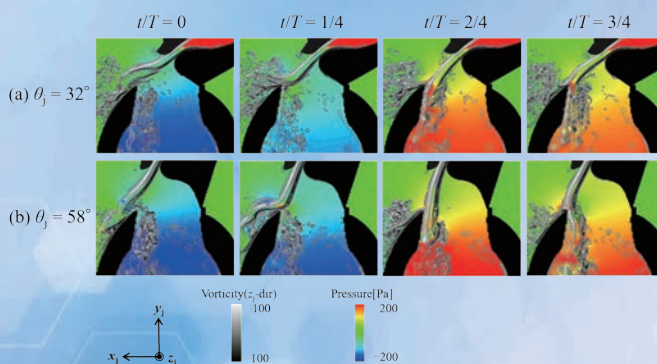 t/T = 0 t/T = 1/4 t/T = 2/4 t/T = 3/4
(a) θj = 32°
(b) θj = 58°
Vorticity(zj-dir) Pressure[Pa]
-100 200
100 −200
yj
xj zj